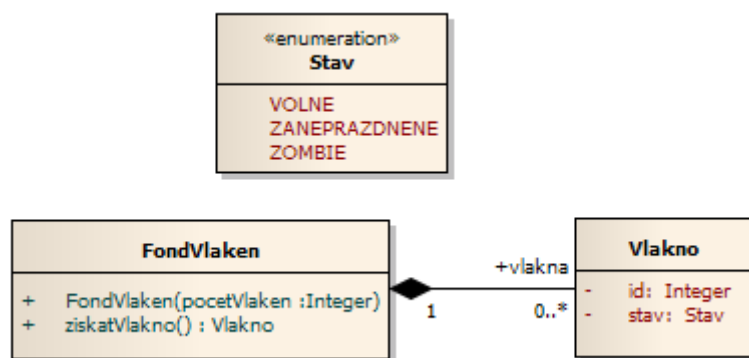 «enumeration»
Stav
VOLNE
ZANEPRAZDNENE
ZOMBIE
FondVlaken
+ FondVlaken(pocetVlaken :Integer)
+ ziskatVlakno() : Vlakno
+vlakna
1
0..*
Vlakno
- id: Integer
- stav: Stav